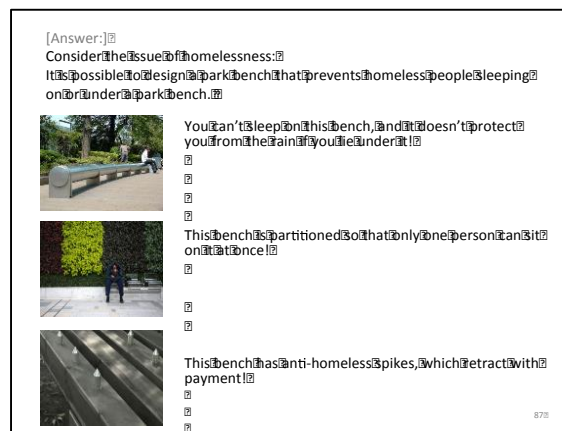 [Answer:]
Consider the issue of homelessness:
It is possible to design a park bench that prevents homeless people sleeping
on or under a park bench.
You can't sleep on this bench, and it doesn't protect
you from the rain if you lie under it!
This bench is partitioned so that only one person can sit
on it at once!
This bench has anti-homeless spikes, which retract with
payment!
87